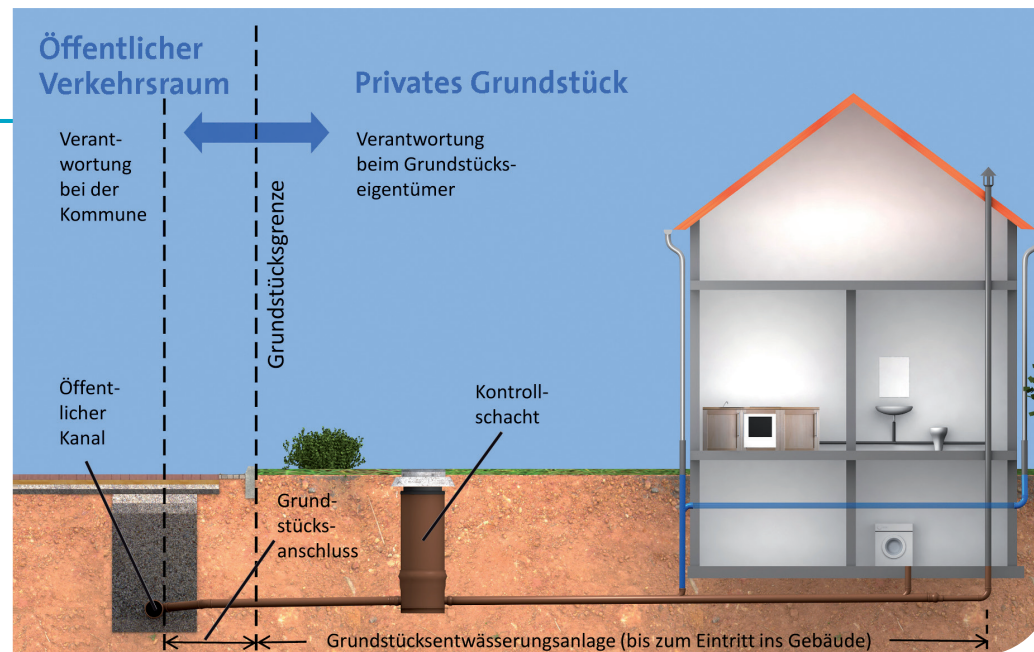 Öffentlicher
Verkehrsraum
Privates Grundstück
Verant-
wortung
bei der
Kommune
Verantwortung
beim Grundstücks-
eigentümer
Grundstücksgrenze
Öffent-
licher
Kanal
Kontroll-
schacht
Grund-
stücks-
anschluss
Grundstücksentwässerungsanlage (bis zum Eintritt ins Gebäude)